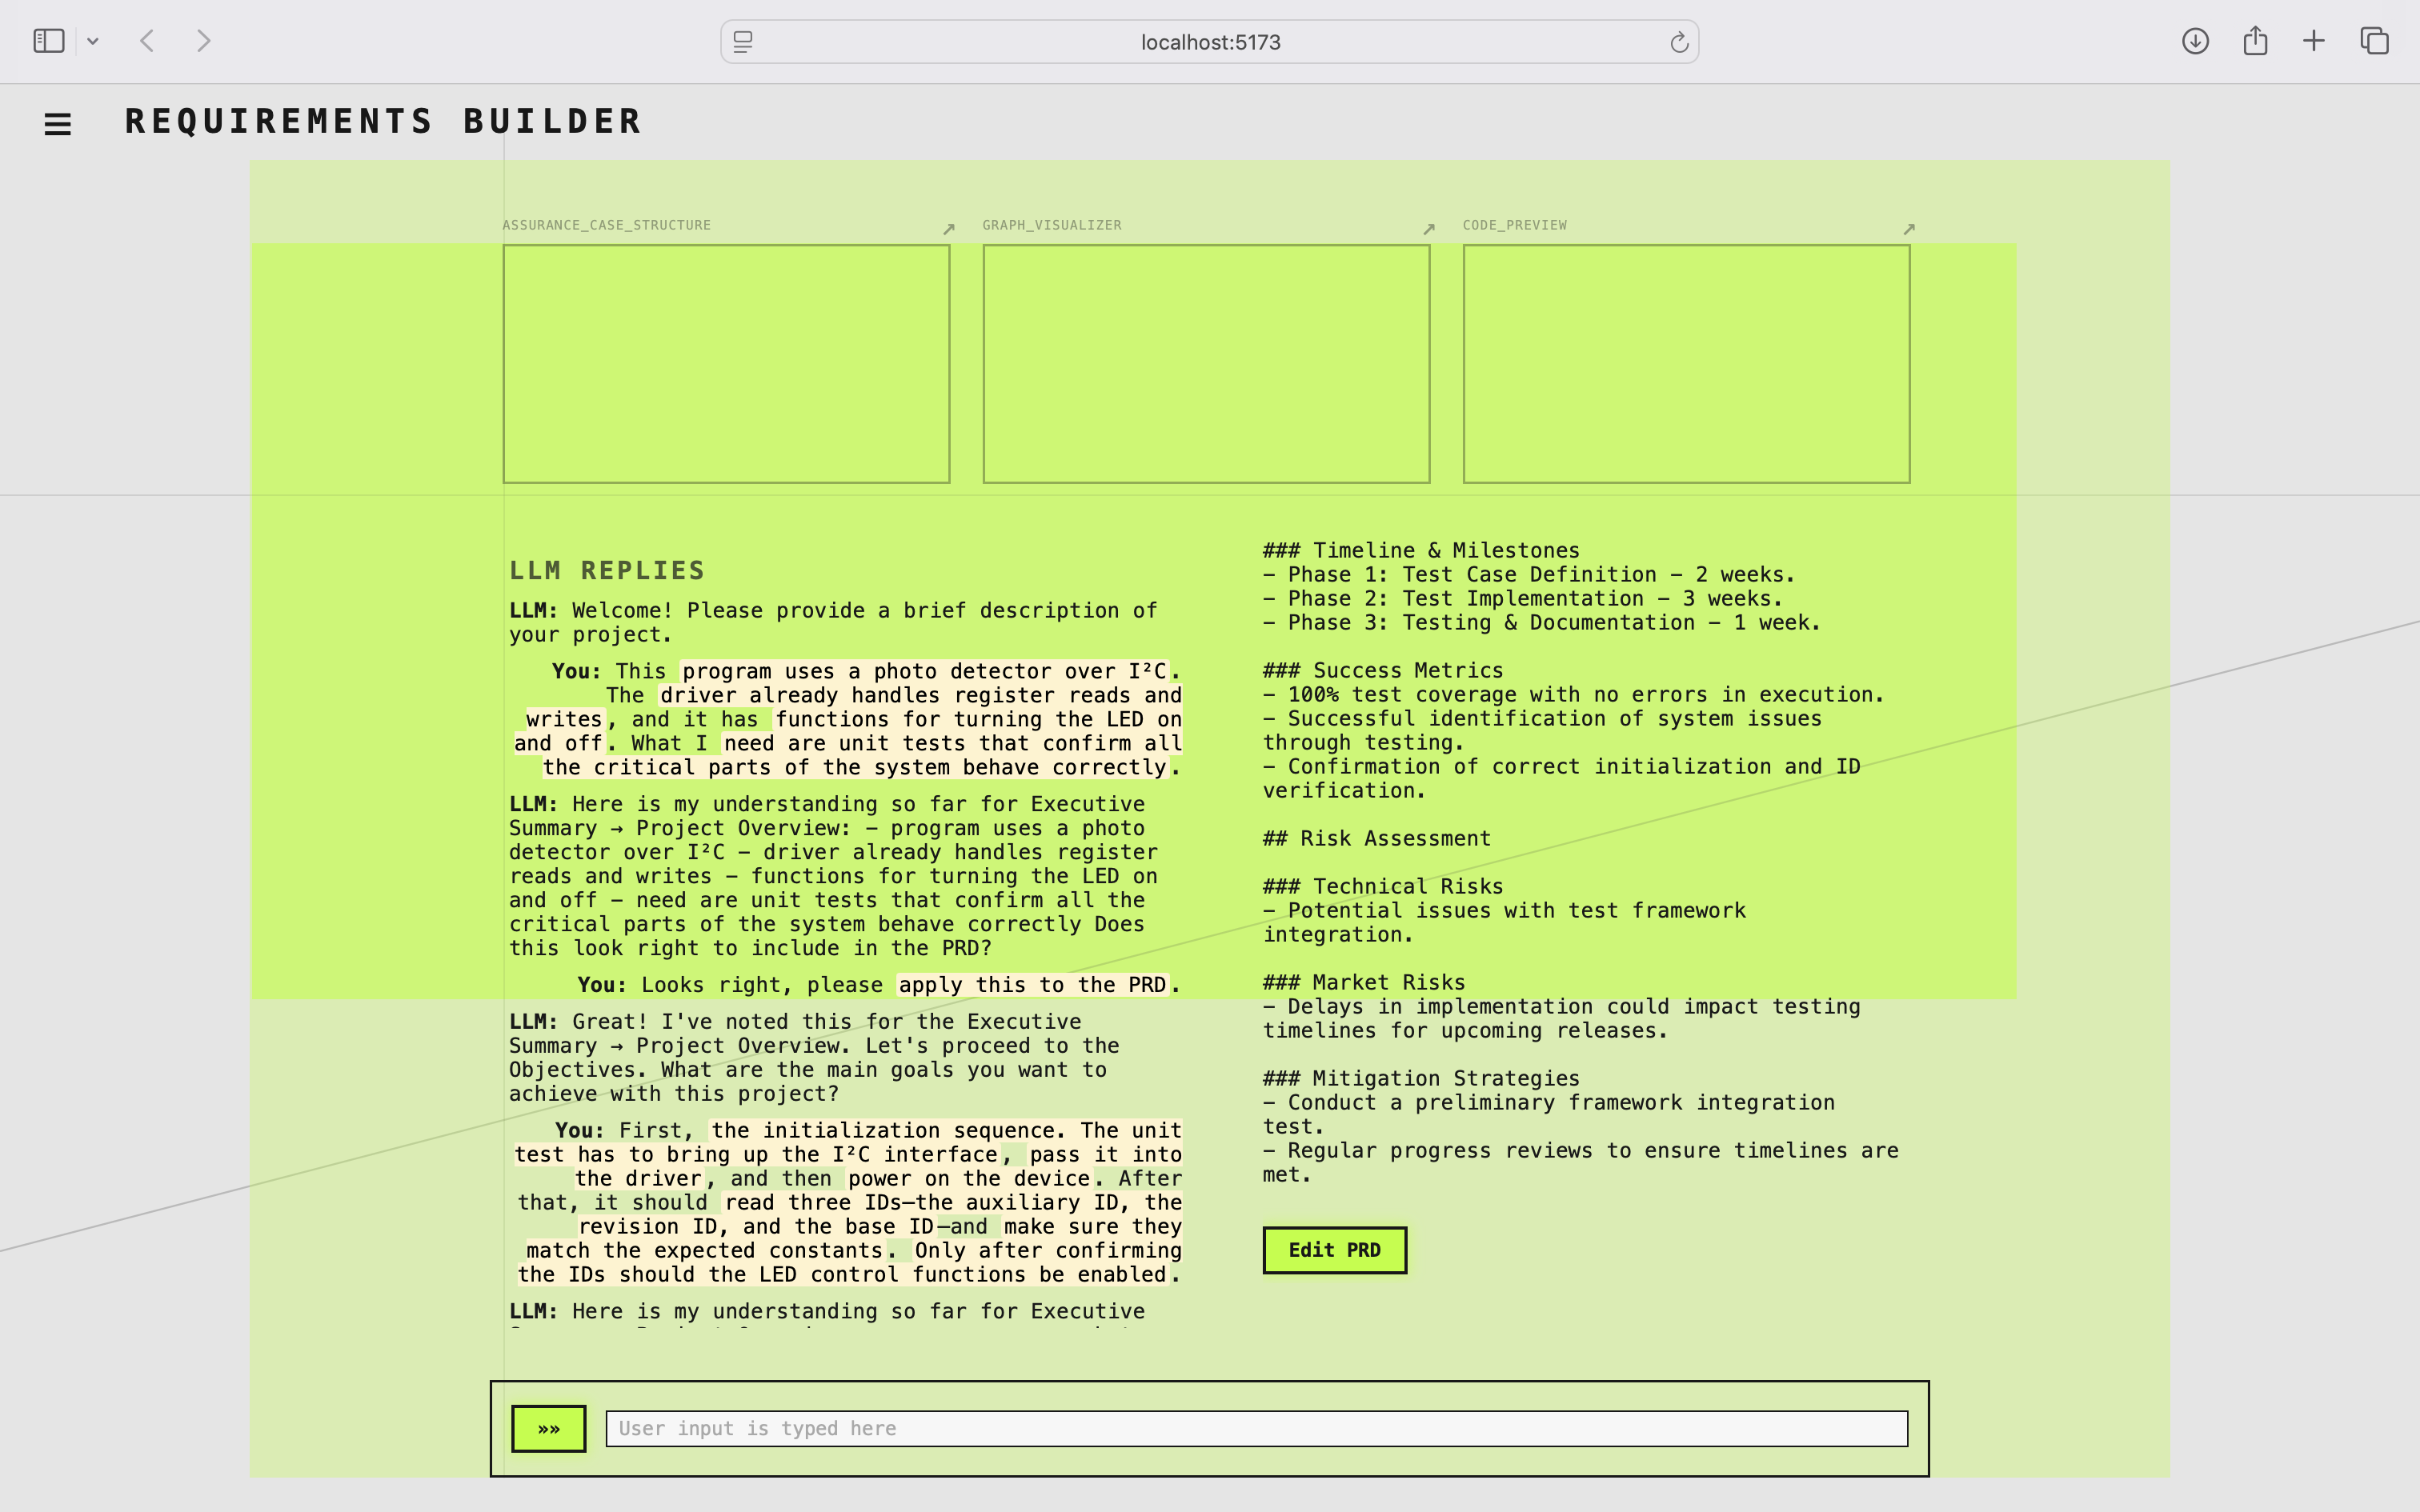 localhost:5173
REQUIREMENTS BUILDER
ASSURANCE_CASE_STRUCTURE ↗
GRAPH_VISUALIZER ↗
CODE_PREVIEW ↗
LLM REPLIES
LLM: Welcome! Please provide a brief description of
your project.
You: This program uses a photo detector over I²C.
The driver already handles register reads and
writes, and it has functions for turning the LED on
and off. What I need are unit tests that confirm all
the critical parts of the system behave correctly.
LLM: Here is my understanding so far for Executive
Summary → Project Overview: – program uses a photo
detector over I²C – driver already handles register
reads and writes – functions for turning the LED on
and off – need are unit tests that confirm all the
critical parts of the system behave correctly Does
this look right to include in the PRD?
You: Looks right, please apply this to the PRD.
LLM: Great! I've noted this for the Executive
Summary → Project Overview. Let's proceed to the
Objectives. What are the main goals you want to
achieve with this project?
You: First, the initialization sequence. The unit
test has to bring up the I²C interface, pass it into
the driver, and then power on the device. After
that, it should read three IDs—the auxiliary ID, the
revision ID, and the base ID—and make sure they
match the expected constants. Only after confirming
the IDs should the LED control functions be enabled.
LLM: Here is my understanding so far for Executive
### Timeline & Milestones
– Phase 1: Test Case Definition – 2 weeks.
– Phase 2: Test Implementation – 3 weeks.
– Phase 3: Testing & Documentation – 1 week.
### Success Metrics
– 100% test coverage with no errors in execution.
– Successful identification of system issues
through testing.
– Confirmation of correct initialization and ID
verification.
## Risk Assessment
### Technical Risks
– Potential issues with test framework
integration.
### Market Risks
– Delays in implementation could impact testing
timelines for upcoming releases.
### Mitigation Strategies
– Conduct a preliminary framework integration
test.
– Regular progress reviews to ensure timelines are
met.
Edit PRD
»» User input is typed here